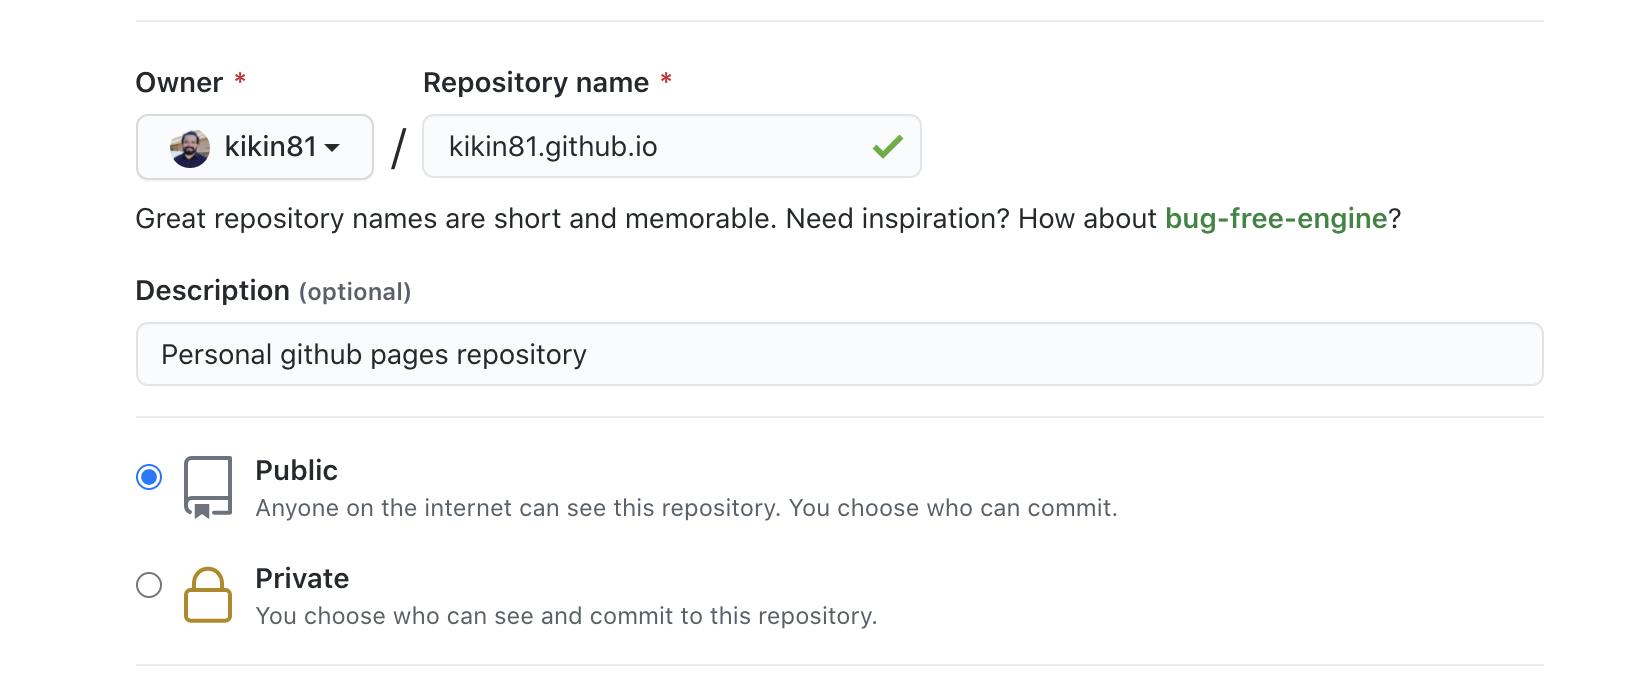 Owner * Repository name *
kikin81 / kikin81.github.io
Great repository names are short and memorable. Need inspiration? How about bug-free-engine?
Description (optional)
Personal github pages repository
Public
Anyone on the internet can see this repository. You choose who can commit.
Private
You choose who can see and commit to this repository.